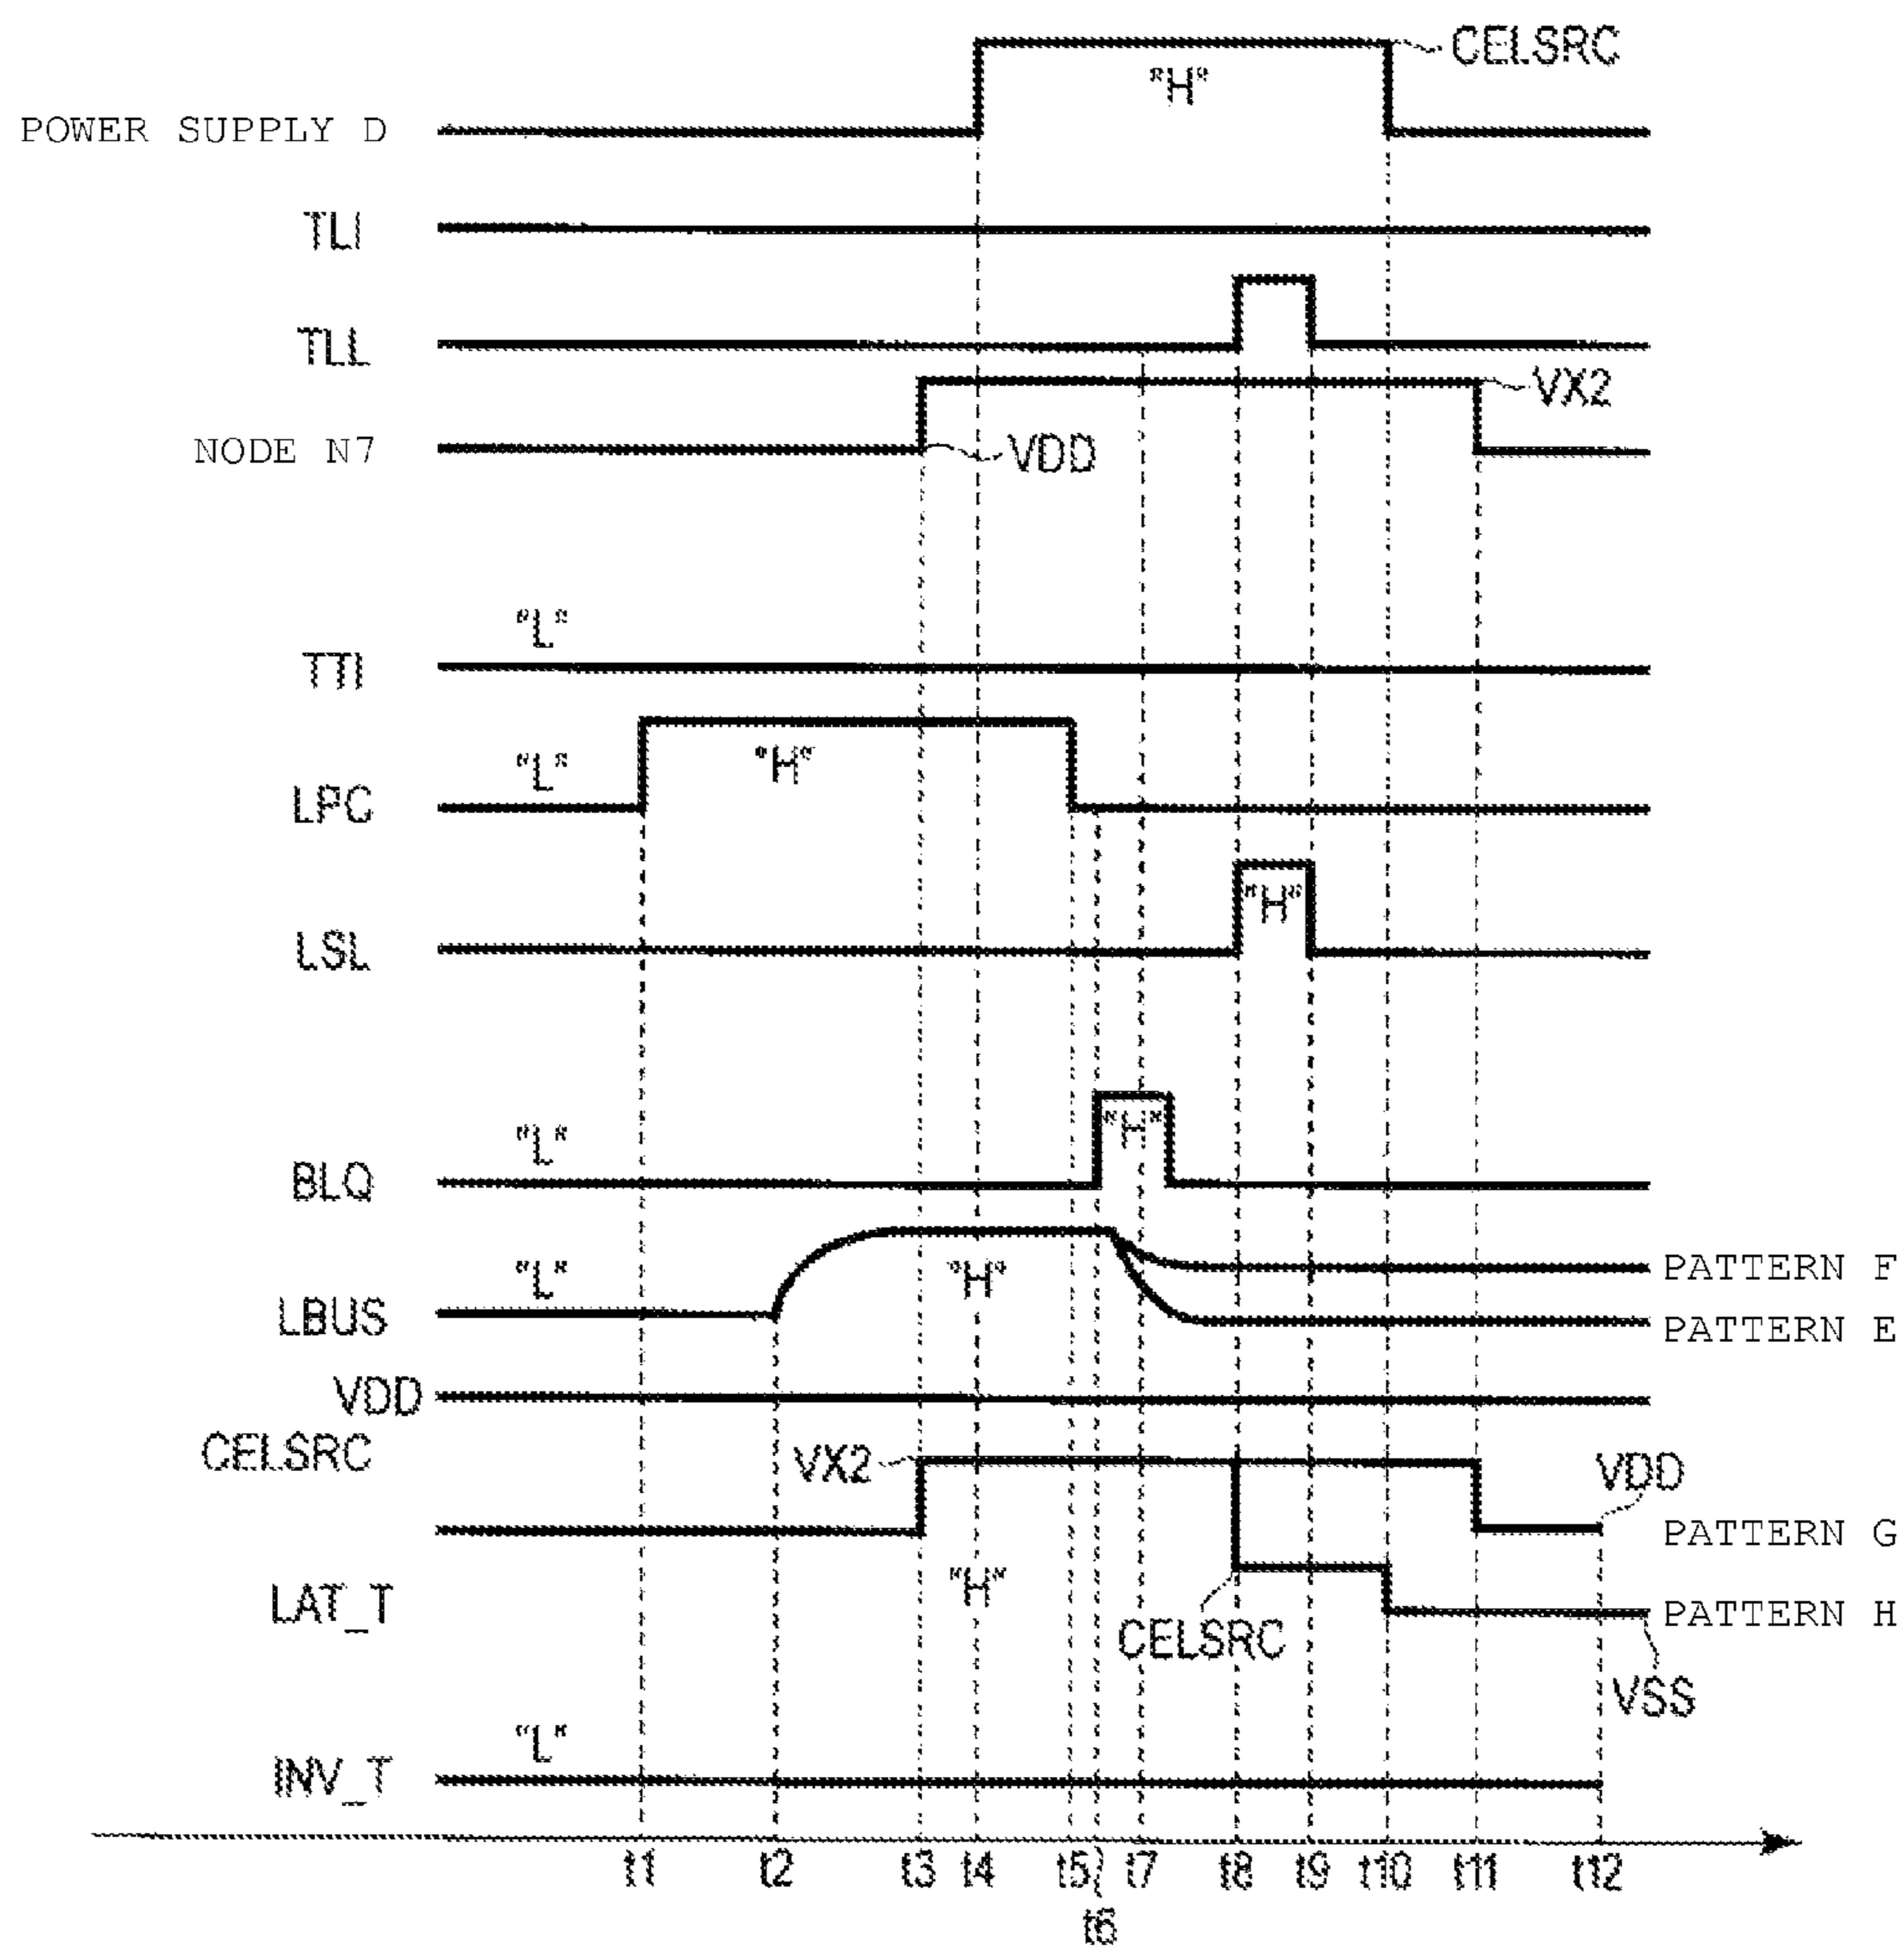 CELSRC
"H"
POWER SUPPLY D
TLI
TLL
VX2
NODE N7
VDD
"L"
TTI
"H"
"L"
LPC
"H"
LSL
"H"
"L"
BLQ
"L"
"H"
PATTERN F
LBUS
PATTERN E
VDD
CELSRC
VX2
VDD
PATTERN G
"H"
LAT_T
PATTERN H
CELSRC
VSS
"L"
INV_T
t1 t2 t3 t4 t5 t7 t8 t9 t10 t11 t12
t6